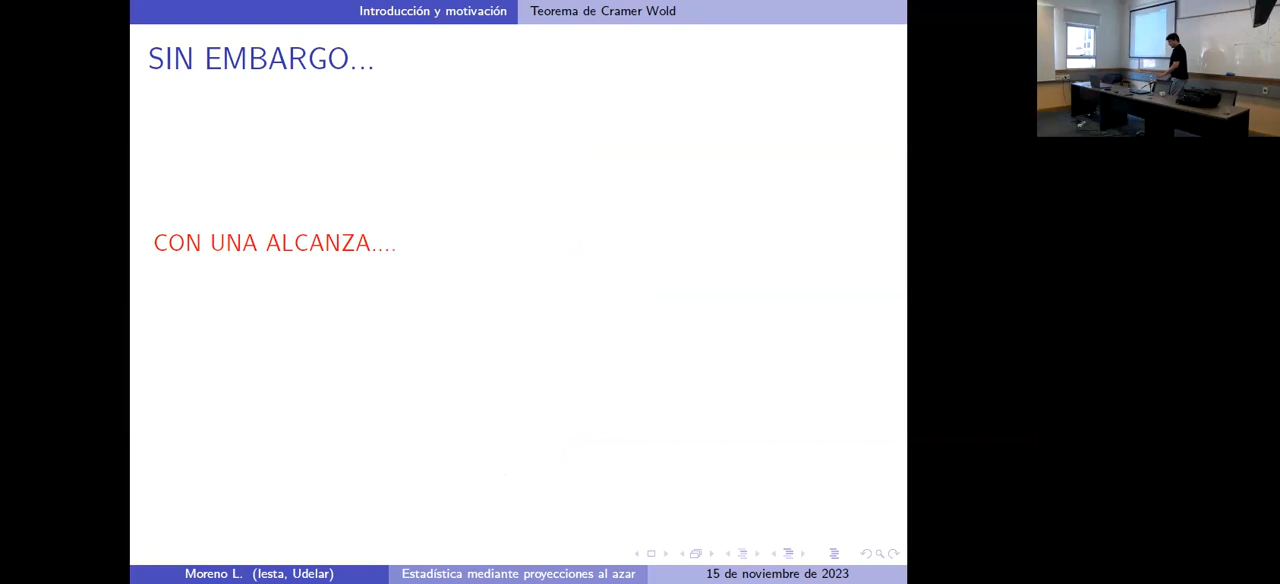 Introducción y motivación
Teorema de Cramer Wold
SIN EMBARGO...
CON UNA ALCANZA....
Moreno L. (Iesta, Udelar)
Estadística mediante proyecciones al azar
15 de noviembre de 2023